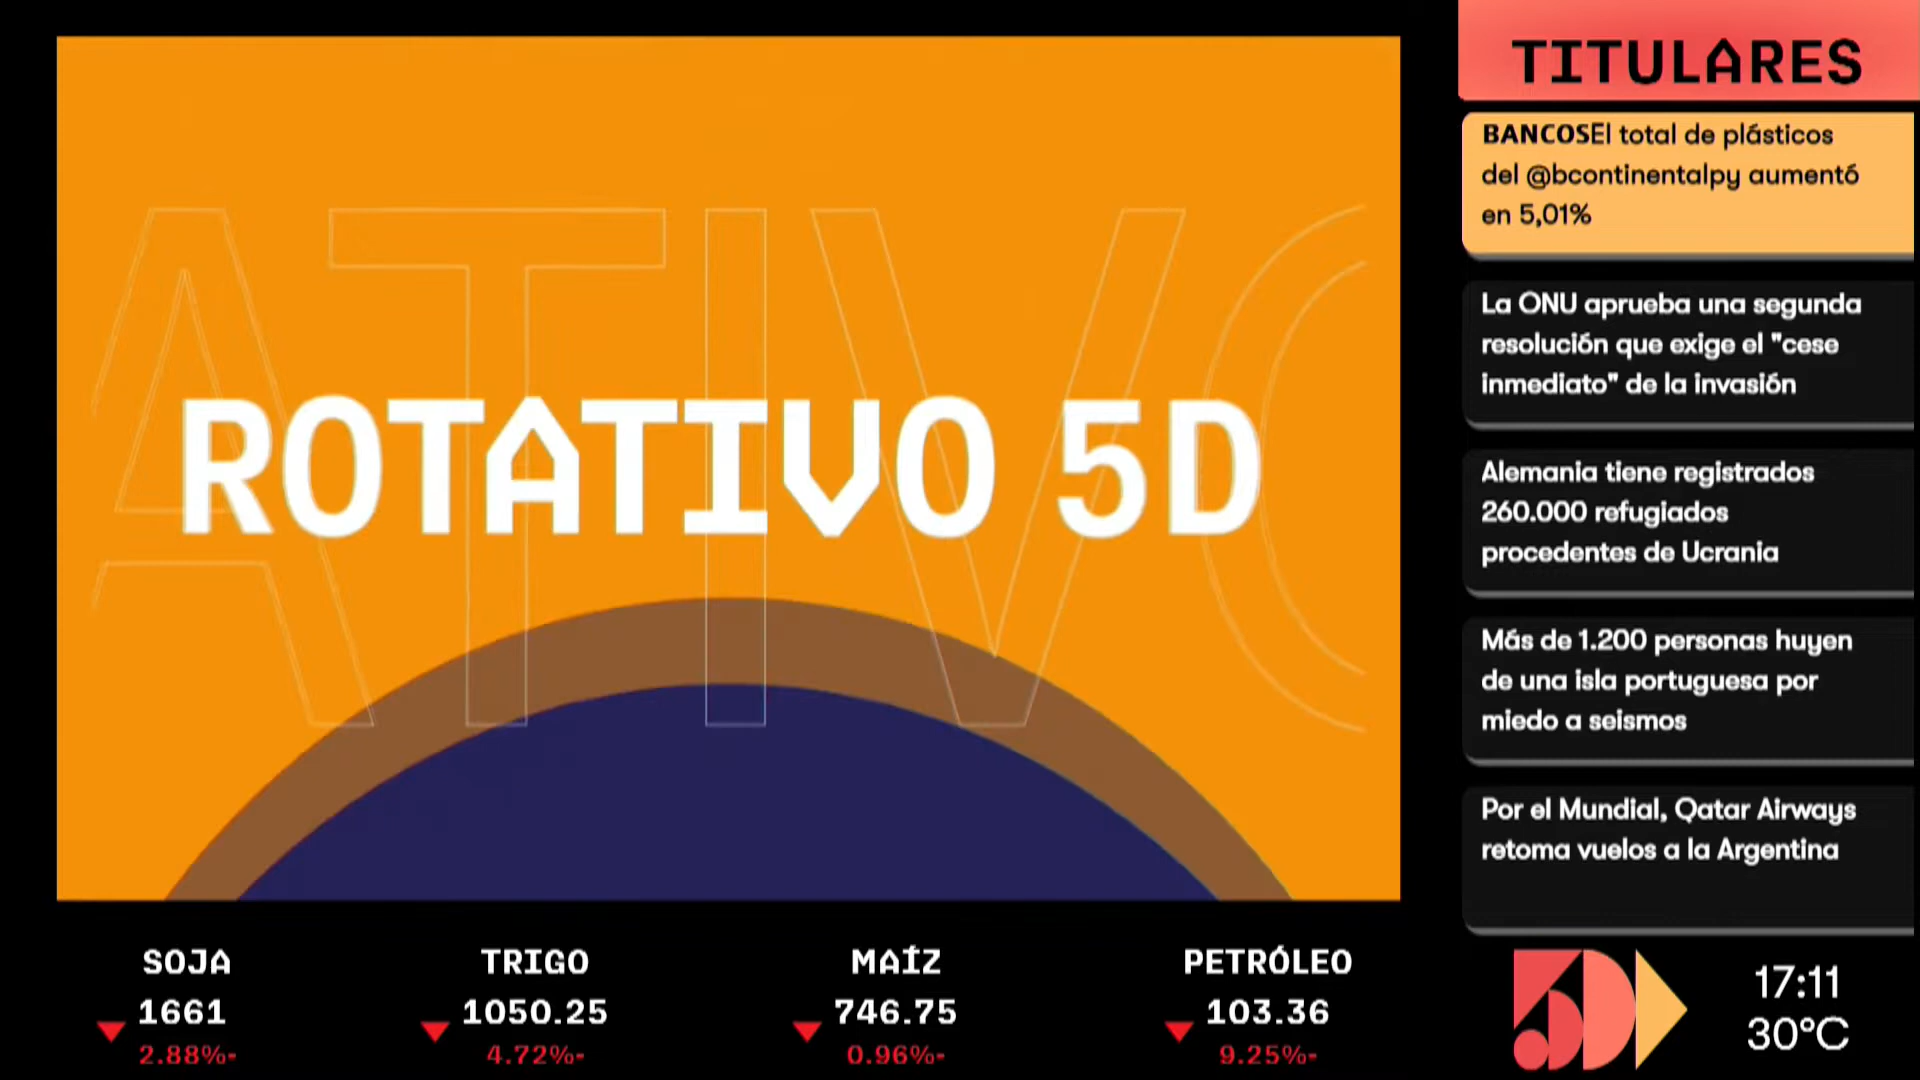 ATIVO
ROTATIVO 5D
TITULARES
BANCOSEl total de plásticos
del @bcontinentalpy aumentó
en 5,01%
La ONU aprueba una segunda
resolución que exige el "cese
inmediato" de la invasión
Alemania tiene registrados
260.000 refugiados
procedentes de Ucrania
Más de 1.200 personas huyen
de una isla portuguesa por
miedo a seismos
Por el Mundial, Qatar Airways
retoma vuelos a la Argentina
SOJA
1661
2.88%-
TRIGO
1050.25
4.72%-
MAÍZ
746.75
0.96%-
PETRÓLEO
103.36
9.25%-
5D
17:11
30°C